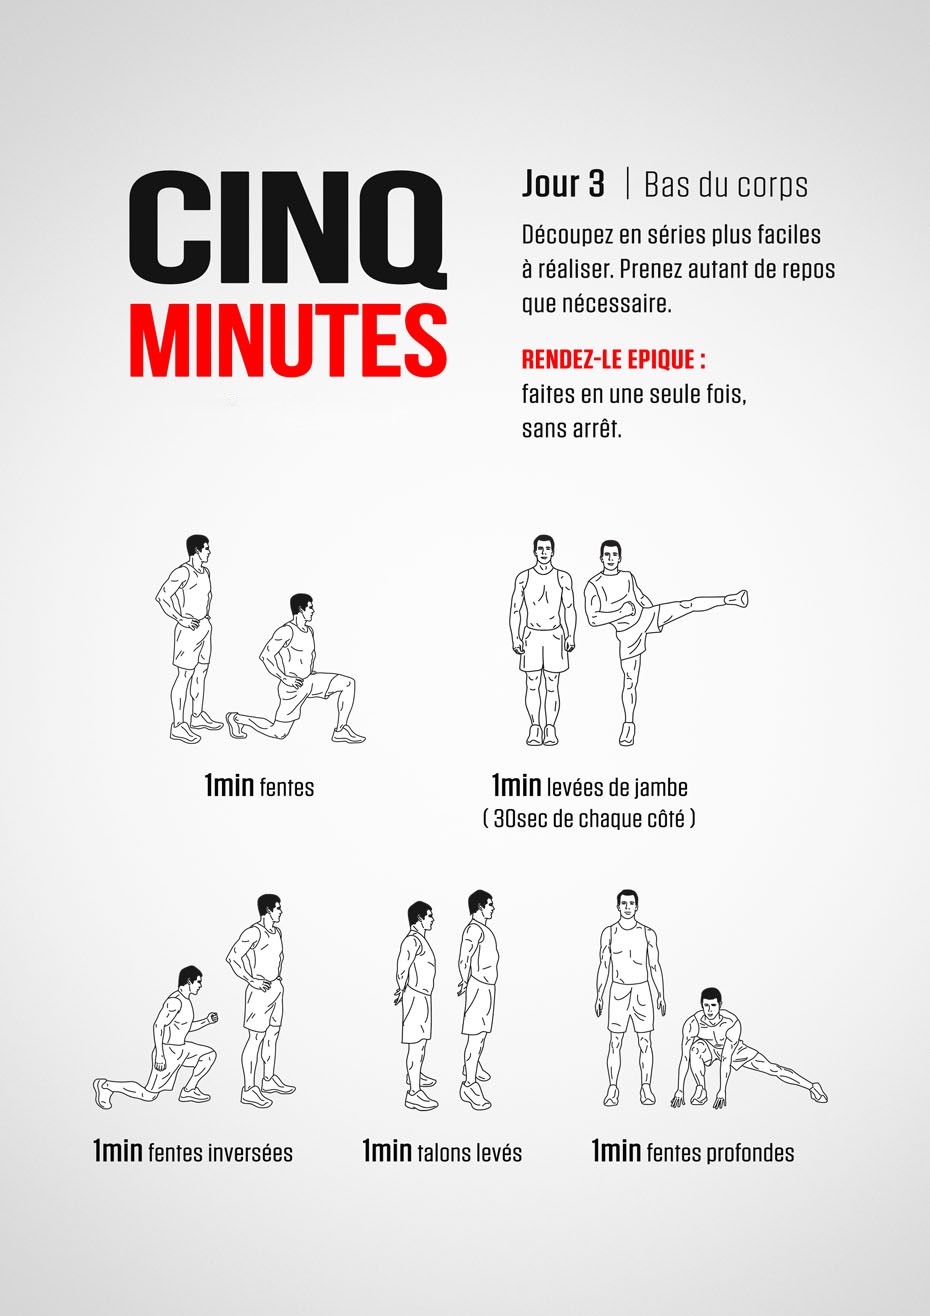 CINQ
MINUTES
Jour 3 | Bas du corps
Découpez en séries plus faciles
à réaliser. Prenez autant de repos
que nécessaire.
RENDEZ-LE EPIQUE :
faites en une seule fois,
sans arrêt.
1min fentes
1min levées de jambe
( 30sec de chaque côté )
1min fentes inversées
1min talons levés
1min fentes profondes